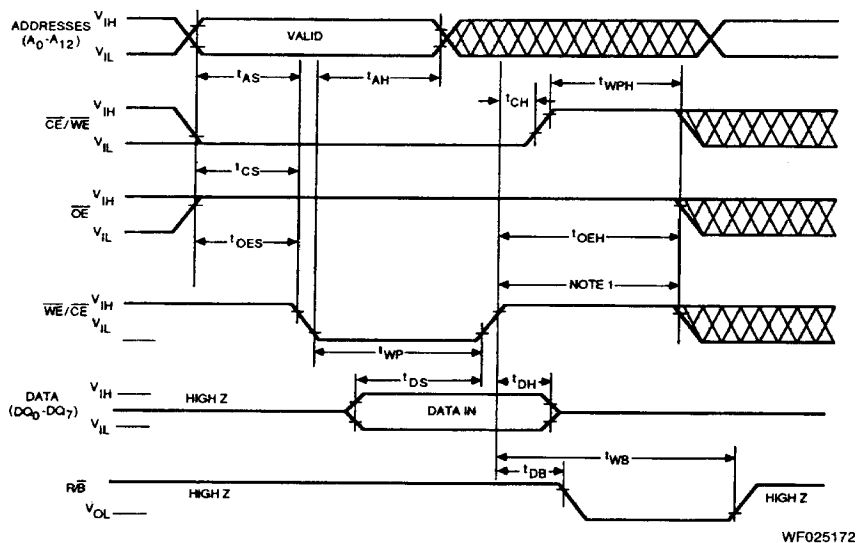 ADDRESSES
(A0-A12)
VIH
VIL
VALID
tAS
tAH
tCH
tWPH
CE/WE
VIH
VIL
tCS
OE
VIH
VIL
tOES
tOEH
NOTE 1
WE/CE
VIH
VIL
tWP
tDS
tDH
DATA
(DQ0-DQ7)
VIH
VIL
HIGH Z
DATA IN
tWB
tDB
R/B
VOL
HIGH Z
HIGH Z
WF025172